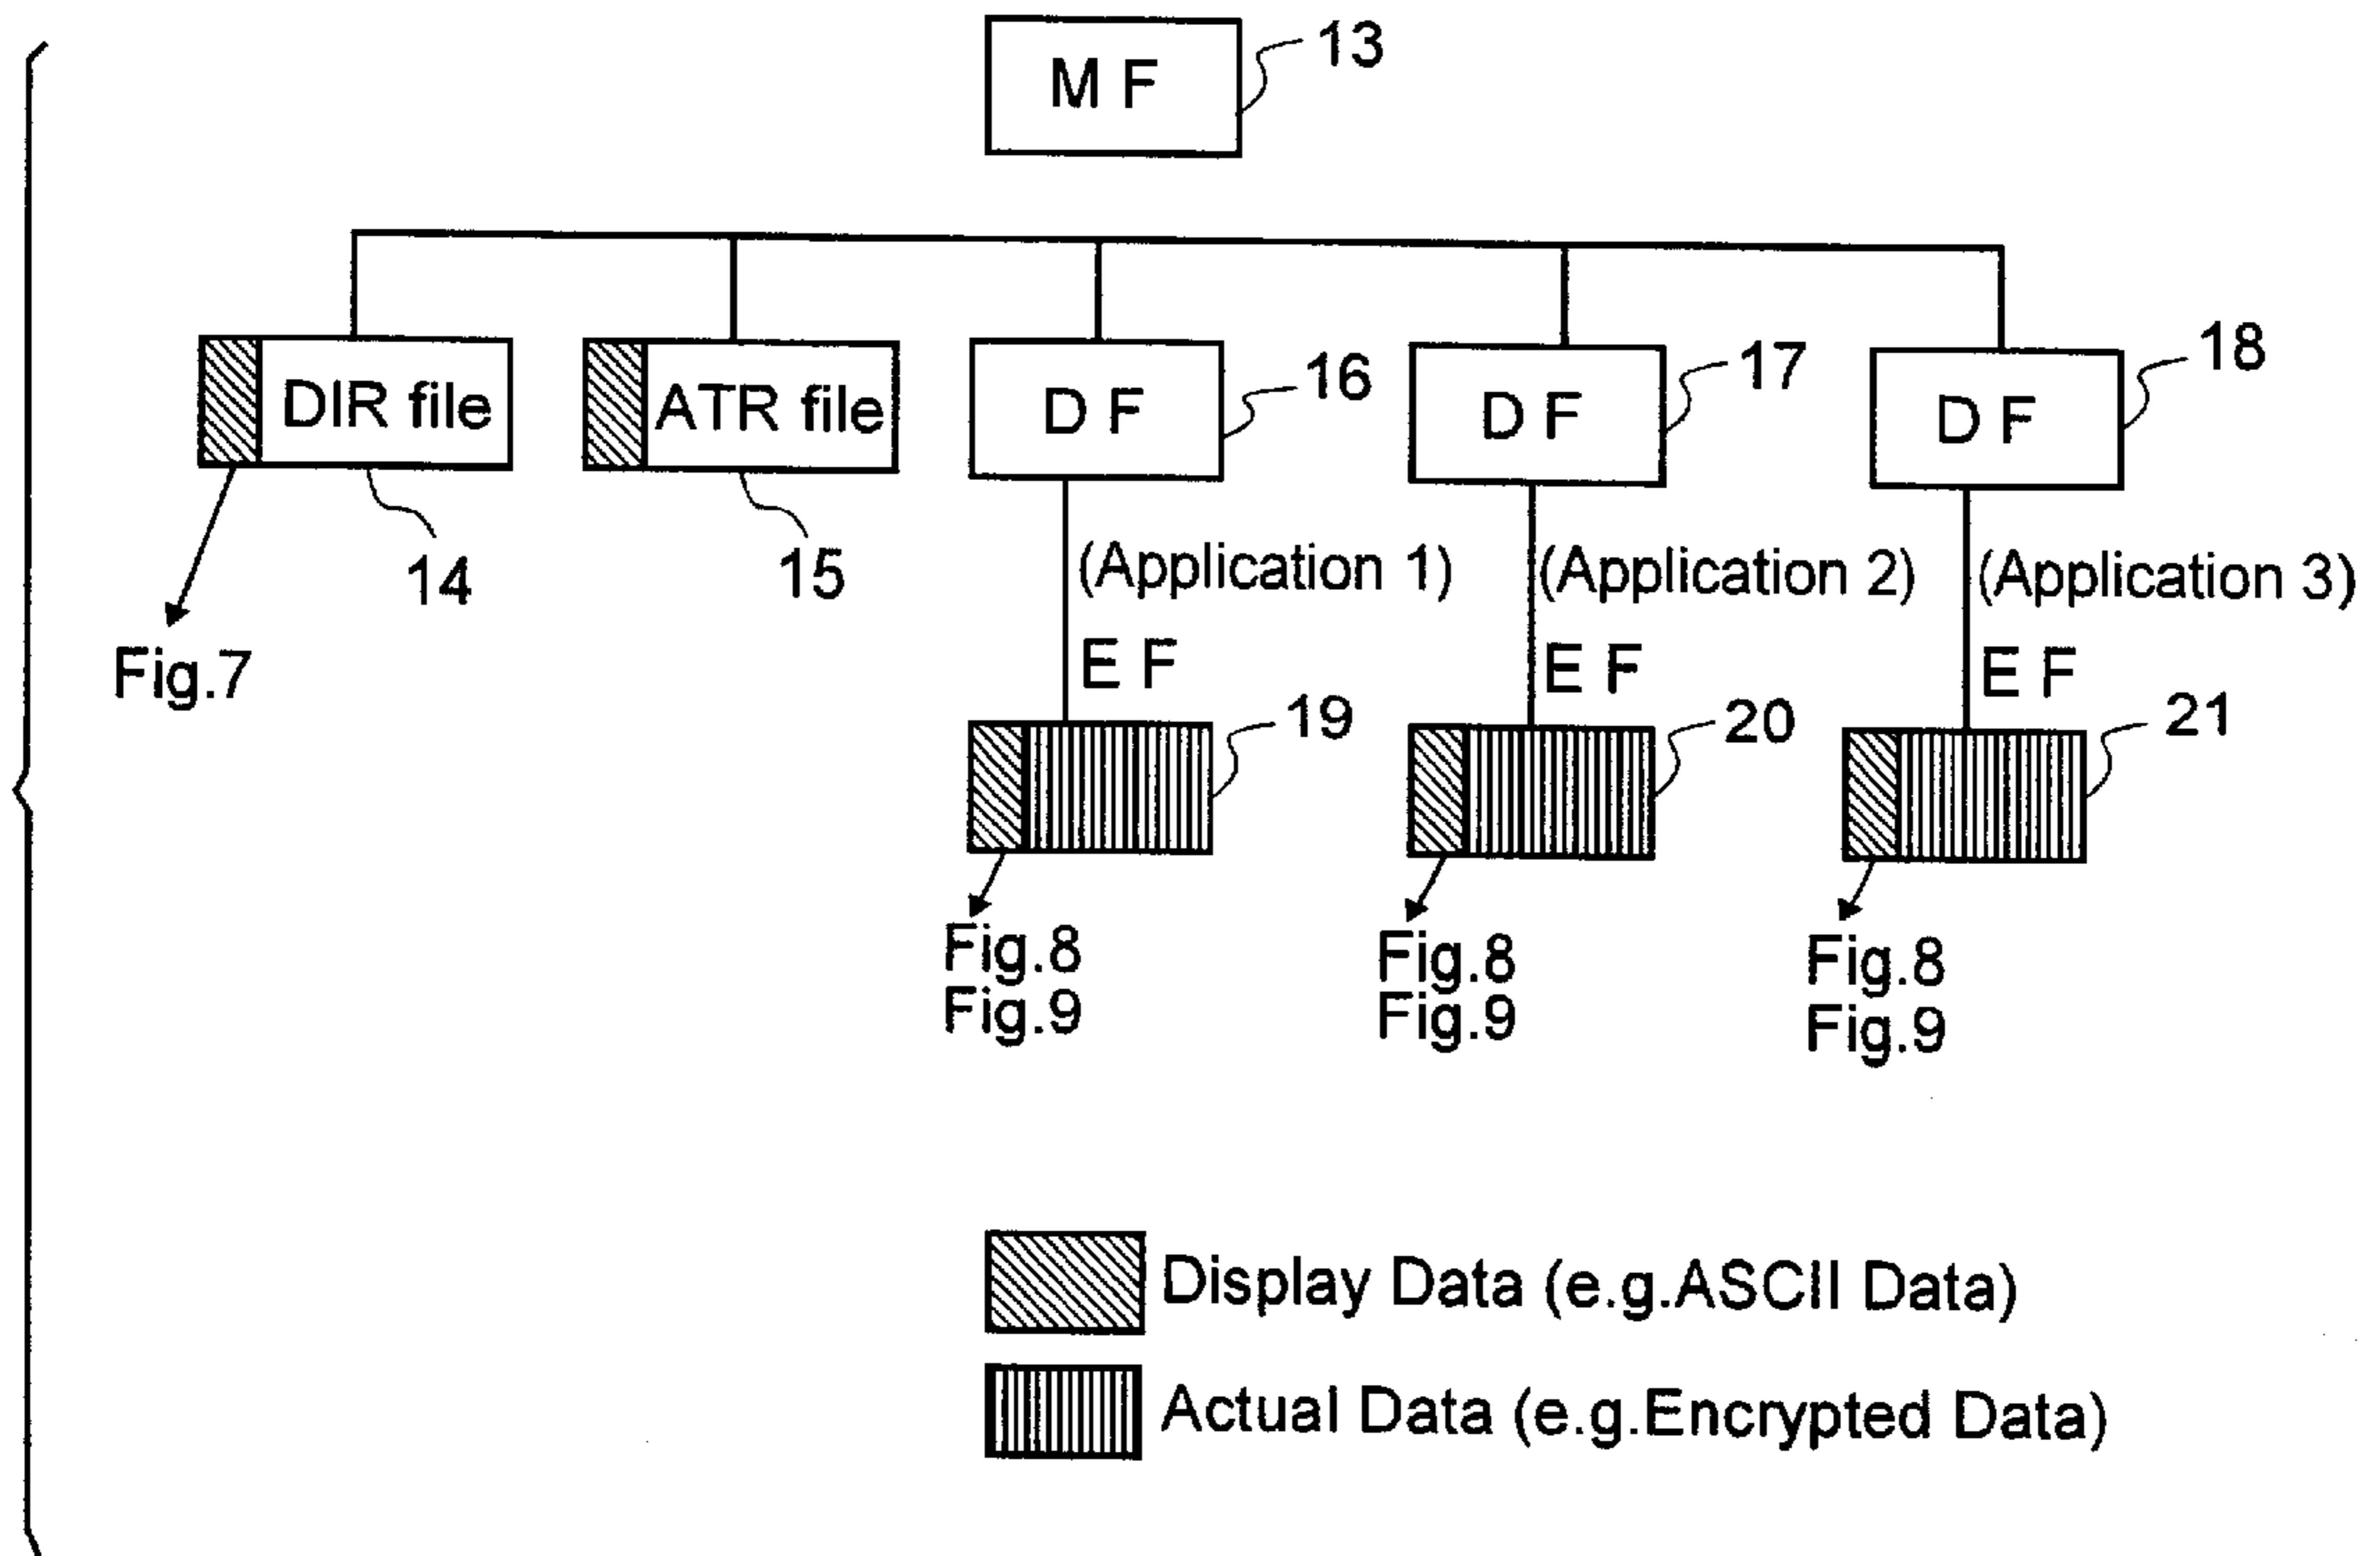 M F
13
DIR file
ATR file
D F
16
D F
17
D F
18
14
15
(Application 1)
(Application 2)
(Application 3)
Fig.7
E F
19
E F
20
E F
21
Fig.8
Fig.9
Fig.8
Fig.9
Fig.8
Fig.9
Display Data (e.g.ASCII Data)
Actual Data (e.g.Encrypted Data)